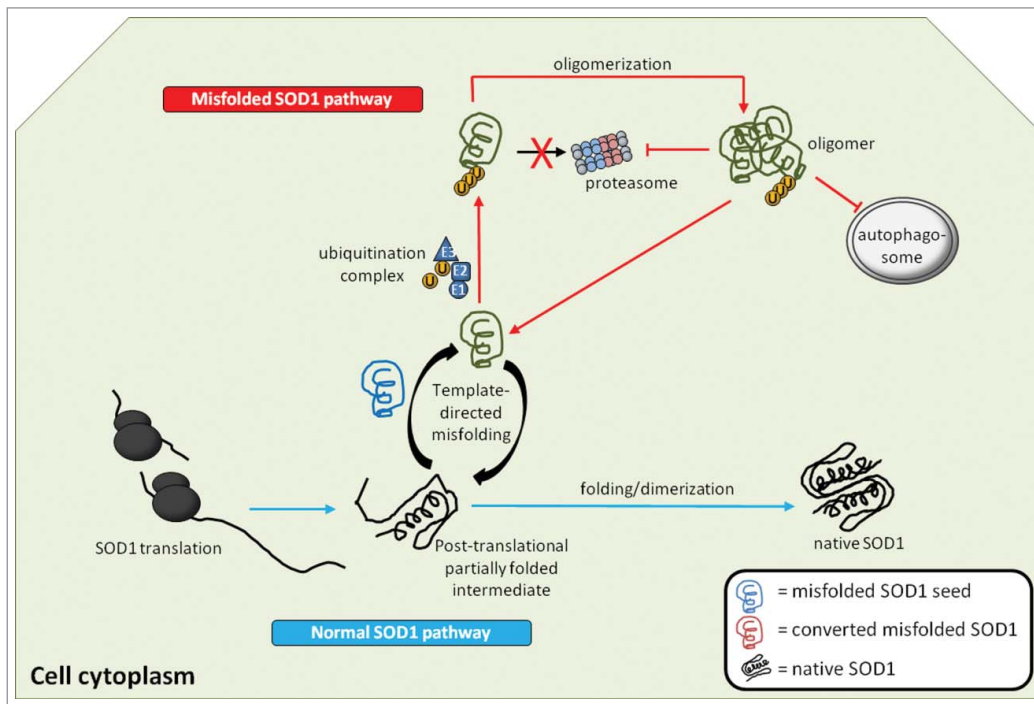 oligomerization
Misfolded SOD1 pathway
oligomer
proteasome
U U U
U U U
autophago-
some
ubiquitination
complex
E3
U
E2
U
E1
Template-
directed
misfolding
folding/dimerization
SOD1 translation
Post-translational
partially folded
intermediate
native SOD1
Normal SOD1 pathway
= misfolded SOD1 seed
= converted misfolded SOD1
= native SOD1
Cell cytoplasm